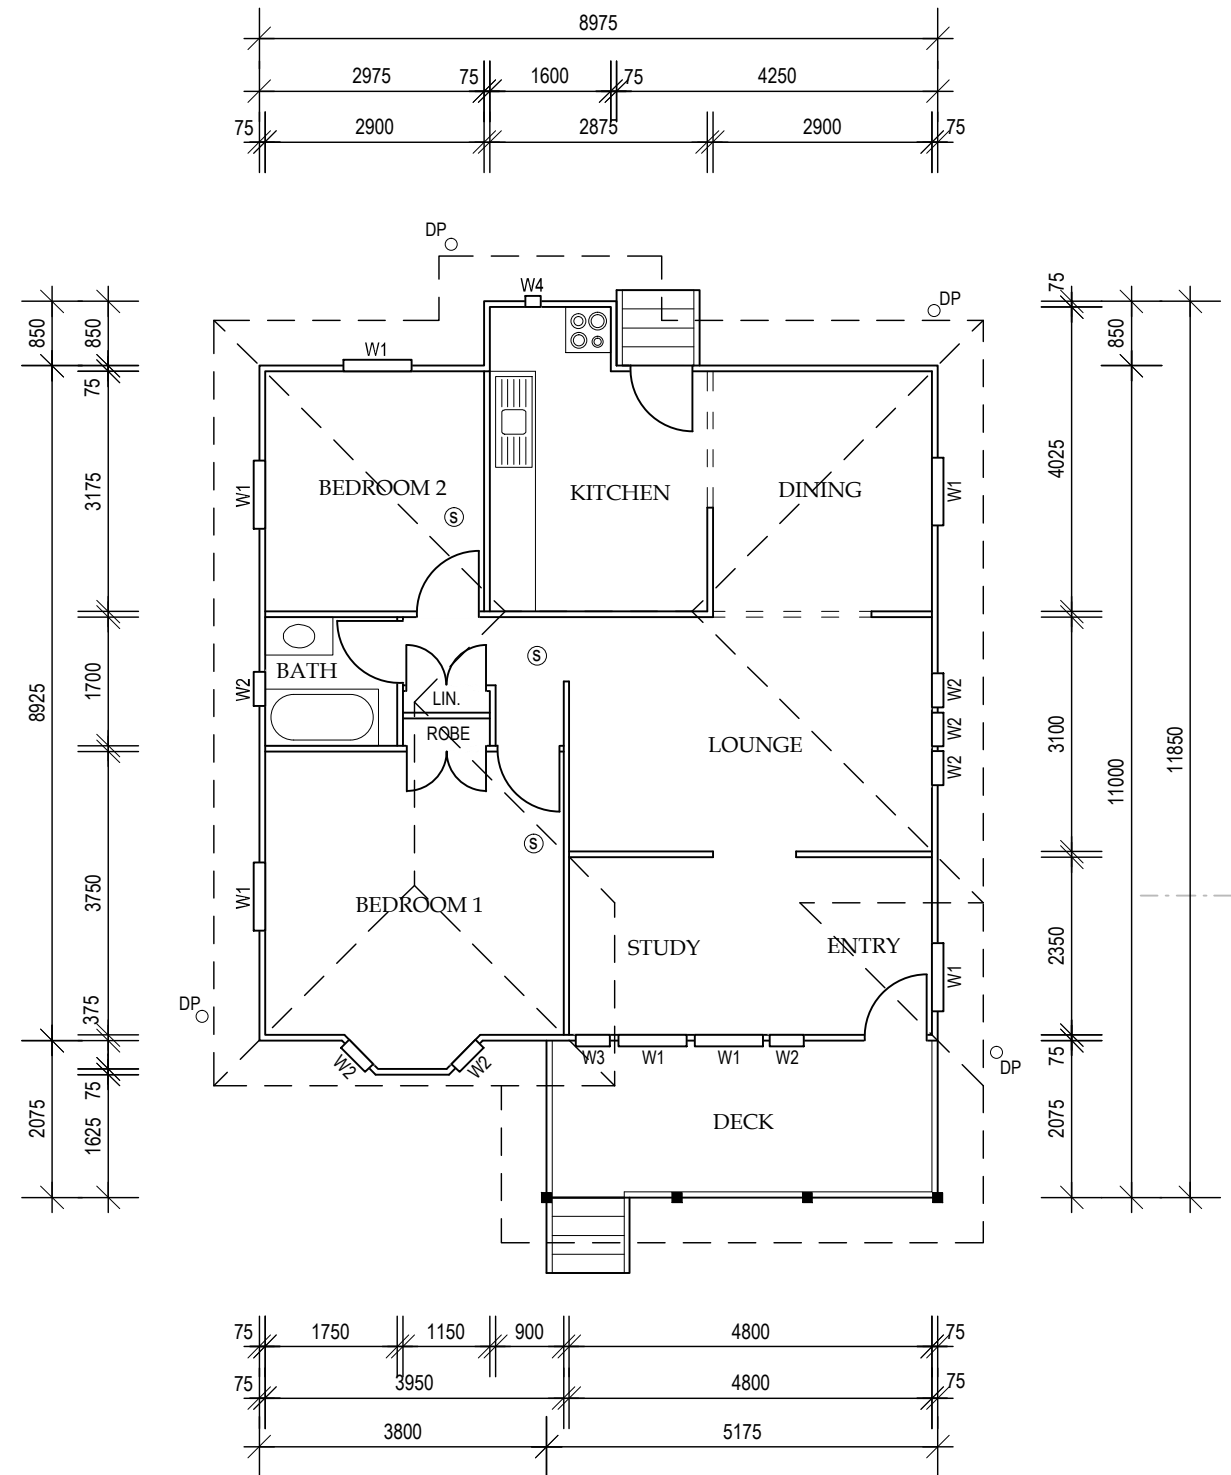 8975
2975 75 1600 75 4250
75 2900 2875 2900 75
DP
W4
DP
W1
850
850
75
3175
1700
8925
3750
375
75
2075
1625
75
850
4025
3100
11000
11850
2350
75
2075
W1
BEDROOM 2
S
KITCHEN
DINING
W1
BATH
W2
S
LIN.
ROBE
LOUNGE
W2
W2
W2
S
W1
BEDROOM 1
STUDY
ENTRY
W1
DP
W2
W2
W3 W1 W1 W2
DP
DECK
75 1750 1150 900 4800 75
75 3950 4800 75
3800 5175